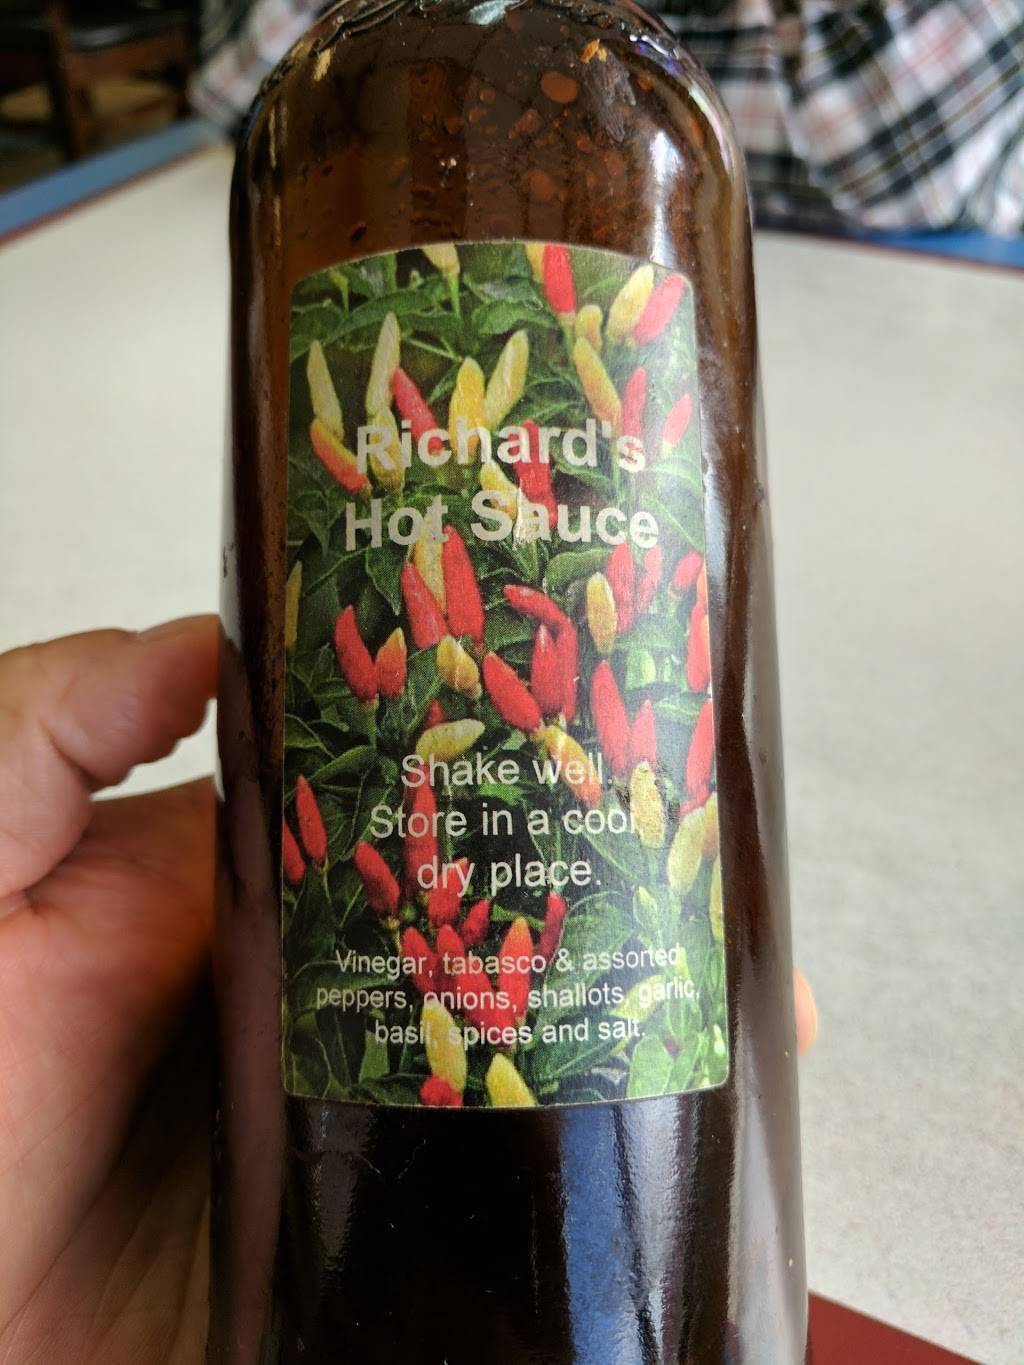 Richard's
Hot Sauce
Shake well.
Store in a cool,
dry place.
Vinegar, tabasco & assorted
peppers, onions, shallots, garlic,
basil, spices and salt.